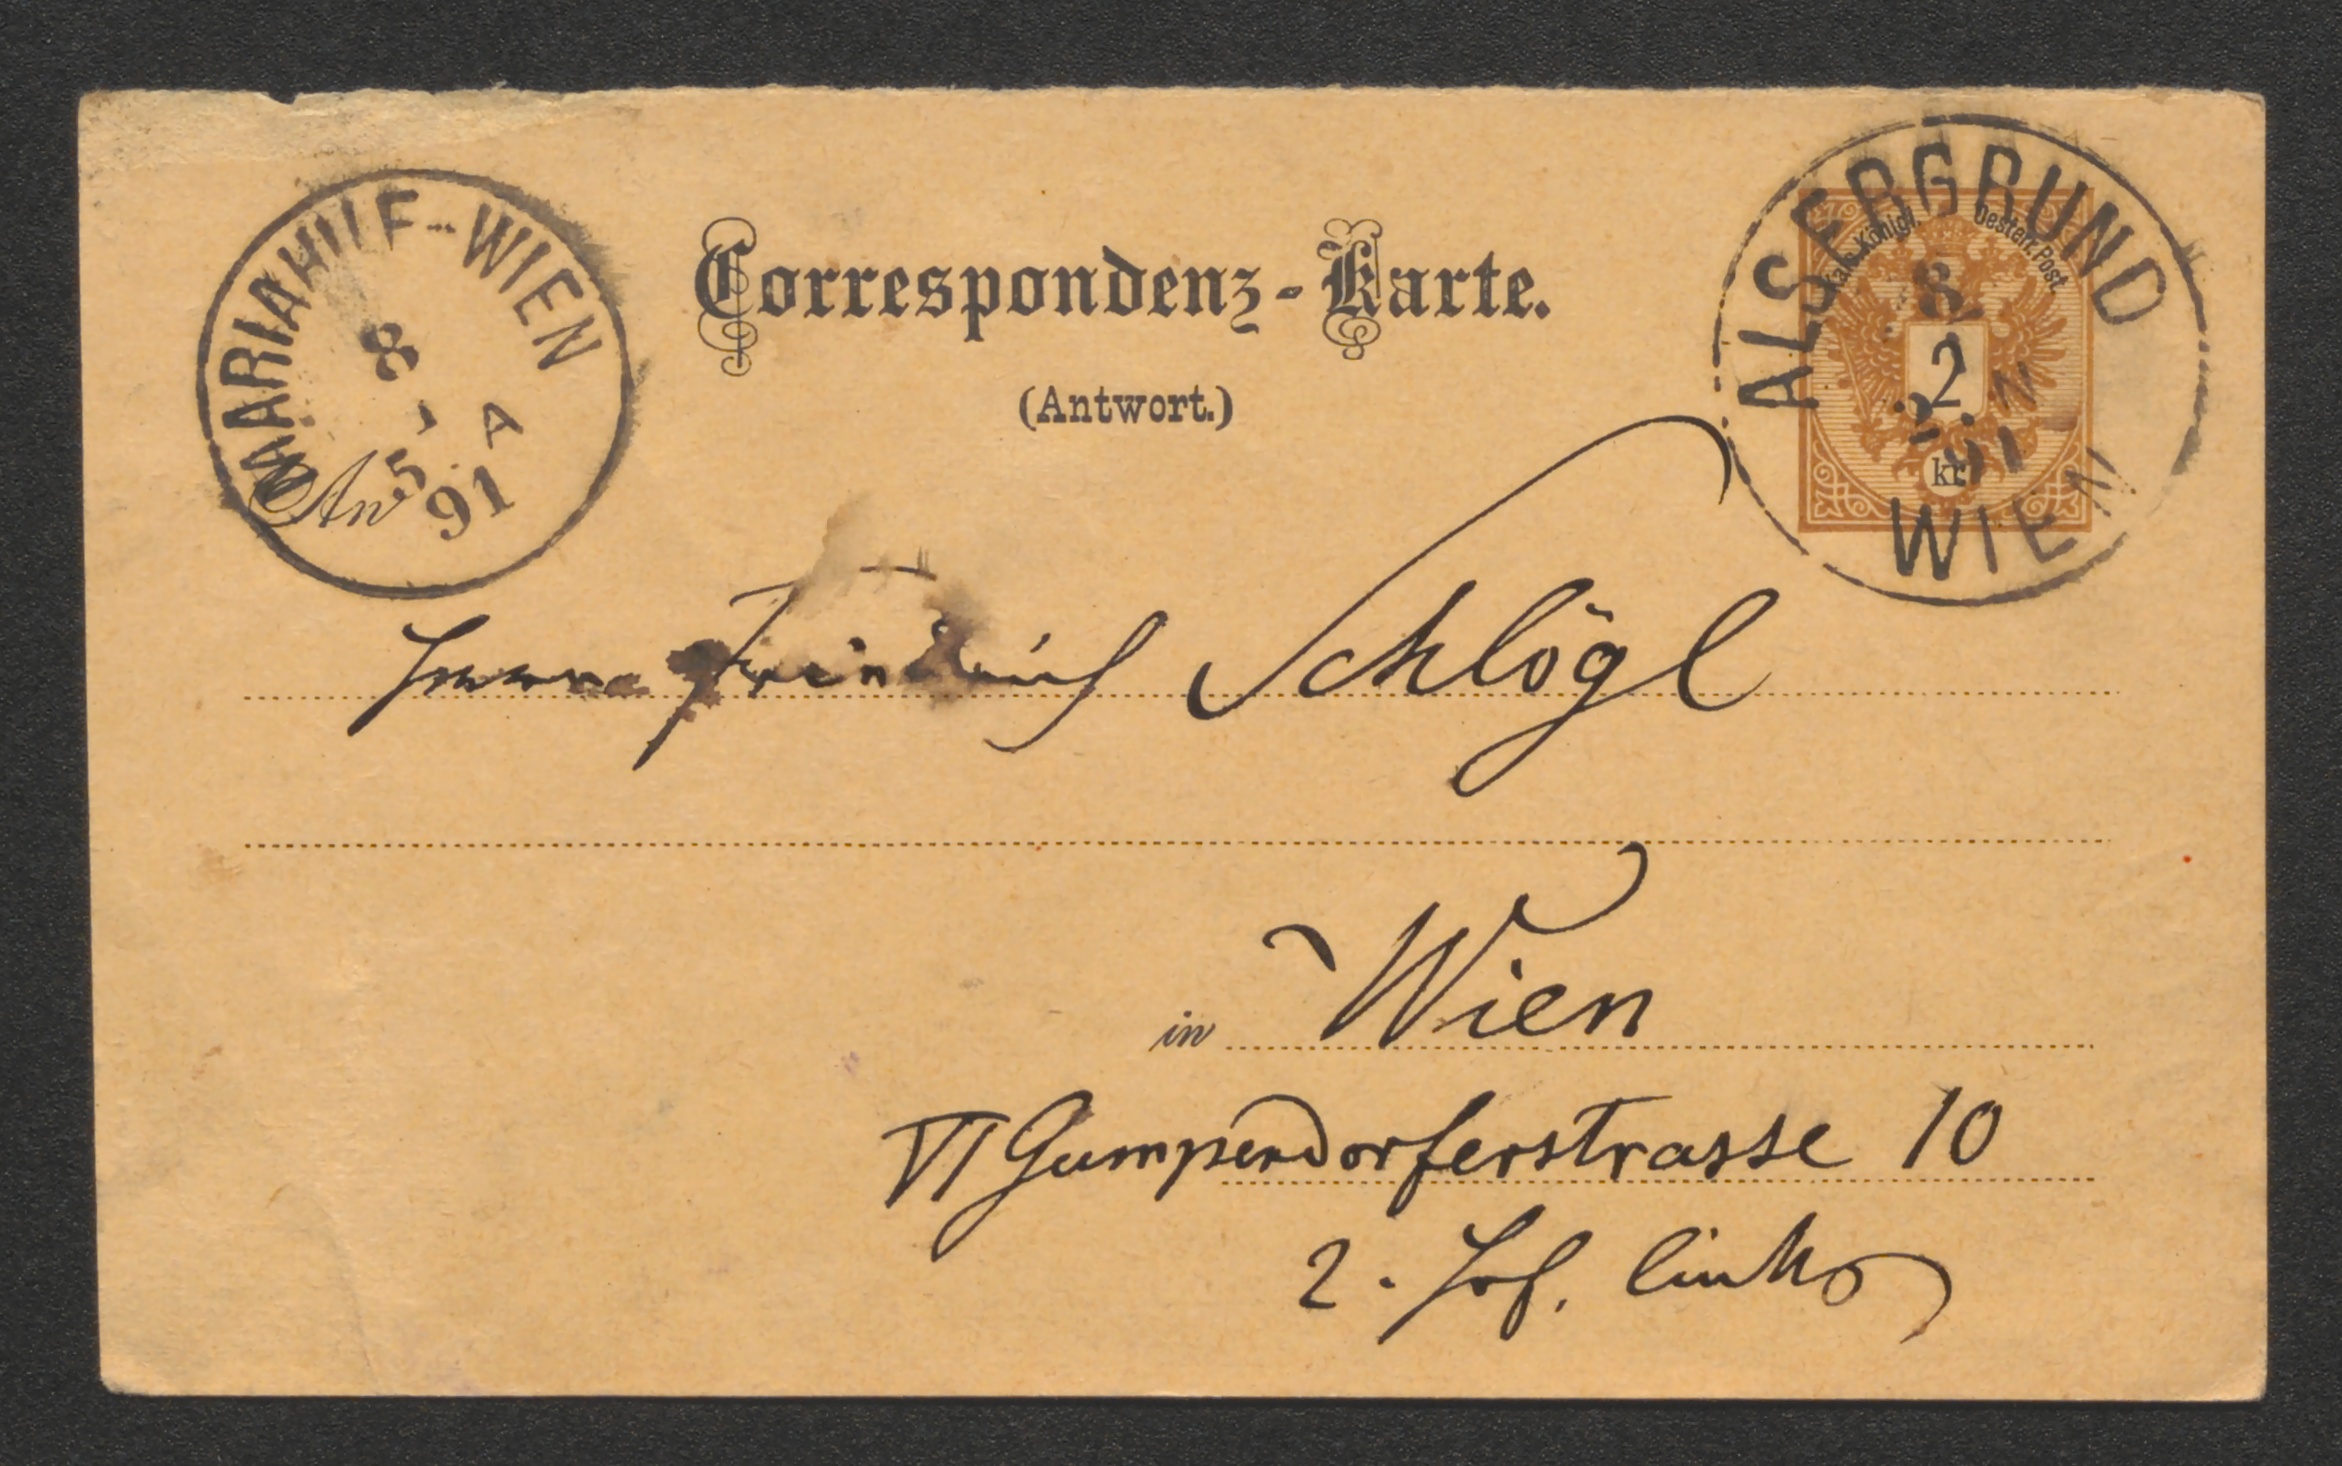 MARIAHILF-WIEN
8
5. A
91
Correspondenz-Karte.
(Antwort.)
ALSERGRUND
Kais. Königl. Oesterr. Post.
8
2
91 N
kr.
WIEN
An
Herrn Friedrich Schlögl
in Wien
VI Gumpendorferstrasse 10
2. Hof. links